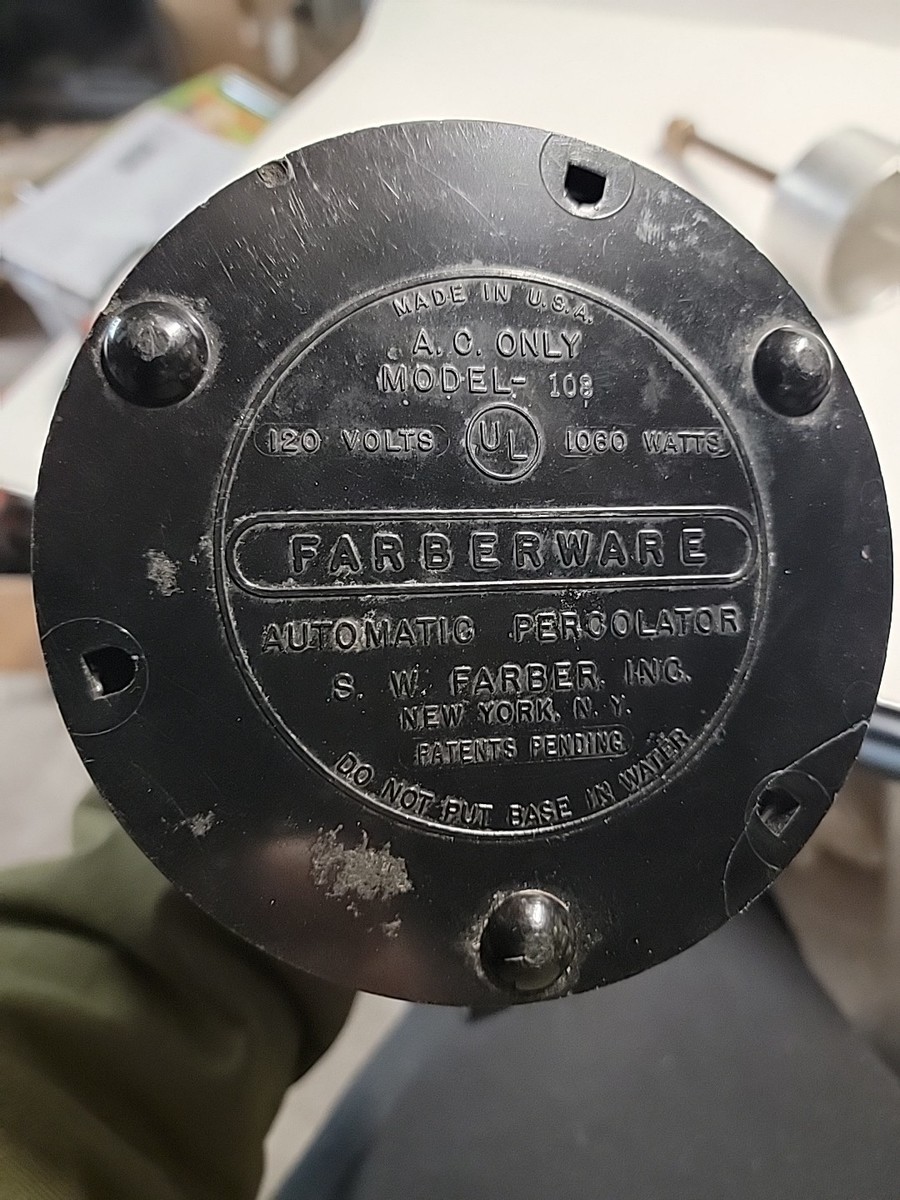 MADE IN U.S.A.
A. C. ONLY
MODEL- 108
120 VOLTS UL 1060 WATTS
FARBERWARE
AUTOMATIC PERCOLATOR
S. W. FARBER, INC.
NEW YORK, N. Y.
PATENTS PENDING
DO NOT PUT BASE IN WATER